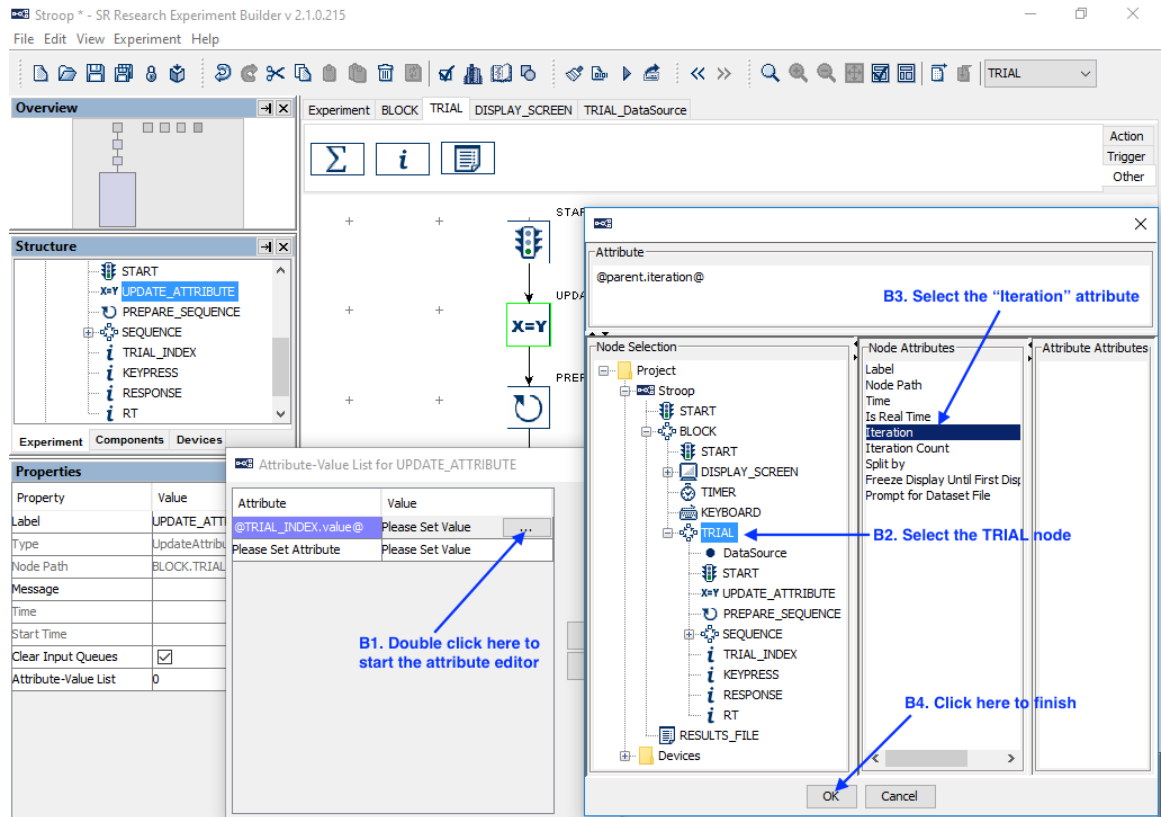 Stroop * - SR Research Experiment Builder v 2.1.0.215
File Edit View Experiment Help
TRIAL
Overview
Experiment BLOCK TRIAL DISPLAY_SCREEN TRIAL_DataSource
Action
Trigger
Other
Structure
START
UPDATE_ATTRIBUTE
PREPARE_SEQUENCE
SEQUENCE
TRIAL_INDEX
KEYPRESS
RESPONSE
RT
Experiment Components Devices
STAR
UPDA
X=Y
PREP
Properties
Property Value
Label UPDATE_ATTI
Type UpdateAttribu
Node Path BLOCK.TRIAL
Message
Time
Start Time
Clear Input Queues
Attribute-Value List 0
Attribute-Value List for UPDATE_ATTRIBUTE
Attribute Value
@TRIAL_INDEX.value@ Please Set Value ...
Please Set Attribute Please Set Value
B1. Double click here to
start the attribute editor
Attribute
@parent.iteration@
B3. Select the “Iteration” attribute
Node Selection
Project
Stroop
START
BLOCK
START
DISPLAY_SCREEN
TIMER
KEYBOARD
TRIAL
DataSource
START
X=Y UPDATE_ATTRIBUTE
PREPARE_SEQUENCE
SEQUENCE
TRIAL_INDEX
KEYPRESS
RESPONSE
RT
RESULTS_FILE
Devices
Node Attributes
Label
Node Path
Time
Is Real Time
Iteration
Iteration Count
Split by
Freeze Display Until First Disp
Prompt for Dataset File
Attribute Attributes
B2. Select the TRIAL node
B4. Click here to finish
OK Cancel